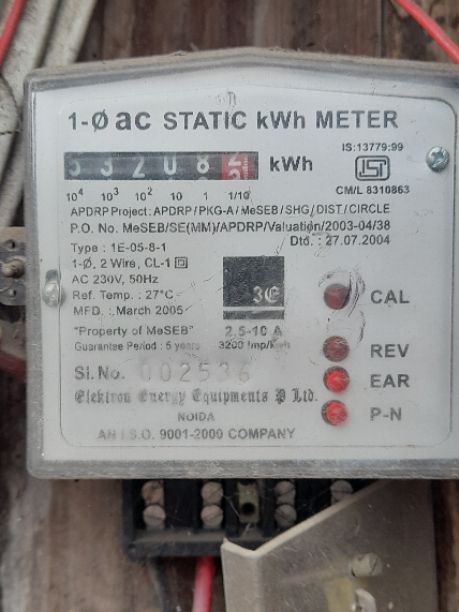 1-Ø ac STATIC kWh METER
IS:13779:99
53208 kWh
CM/L 8310863
10⁴ 10³ 10² 10 1 1/10
APDRP Project: APDRP/PKG-A/MeSEB/SHG/DIST/CIRCLE
P.O. No. MeSEB/SE(MM)/APDRP/Valuation/2003-04/38
Dtd. : 27.07.2004
Type : 1E-05-8-1
1-Ø, 2 Wire, CL-1
AC 230V, 50Hz
Ref. Temp. : 27°C
MFD. : March 2005
CAL
"Property of MeSEB" 2.5-10 A
Guarantee Period : 5 years 3200 Imp/kwh
REV
Sl. No. 002536
EAR
Elektron Energy Equipments P Ltd.
NOIDA
P-N
AN I.S.O. 9001-2000 COMPANY